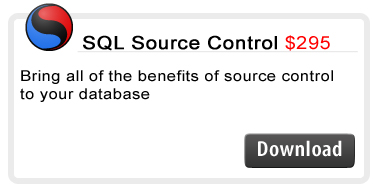 SQL Source Control $295
Bring all of the benefits of source control
to your database
Download